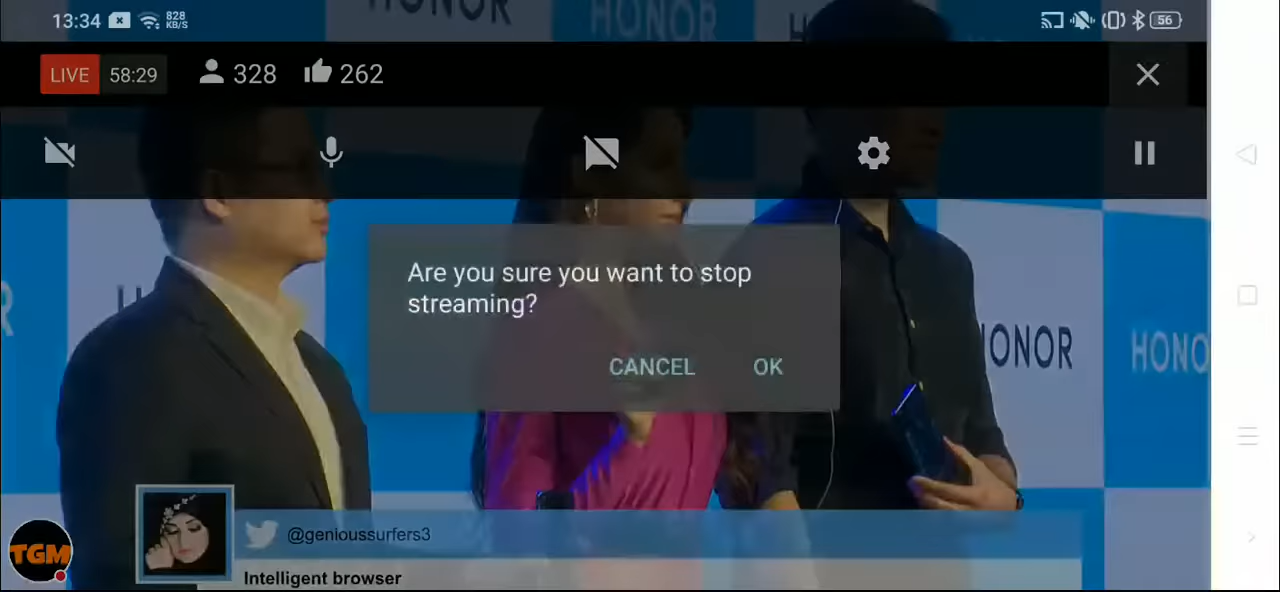 13:34 828 KB/S 56
HONOR HONOR
LIVE 58:29 328 262
Are you sure you want to stop
streaming?
CANCEL OK
HONOR
@genioussurfers3
TGM
Intelligent browser